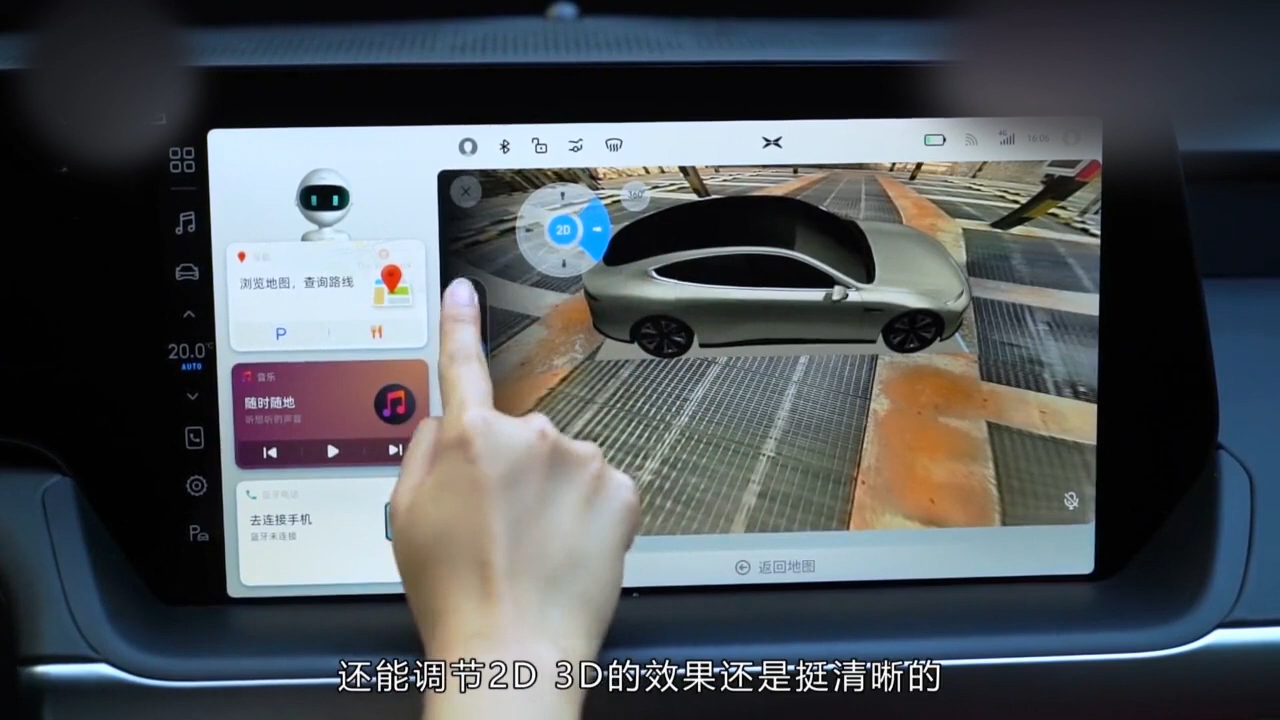 4G
16:06
360°
2D
浏览地图，查询路线
P
20.0°
AUTO
音乐
随时随地
听想听的声音
蓝牙电话
去连接手机
蓝牙未连接
P
返回地图
还能调节2D 3D的效果还是挺清晰的